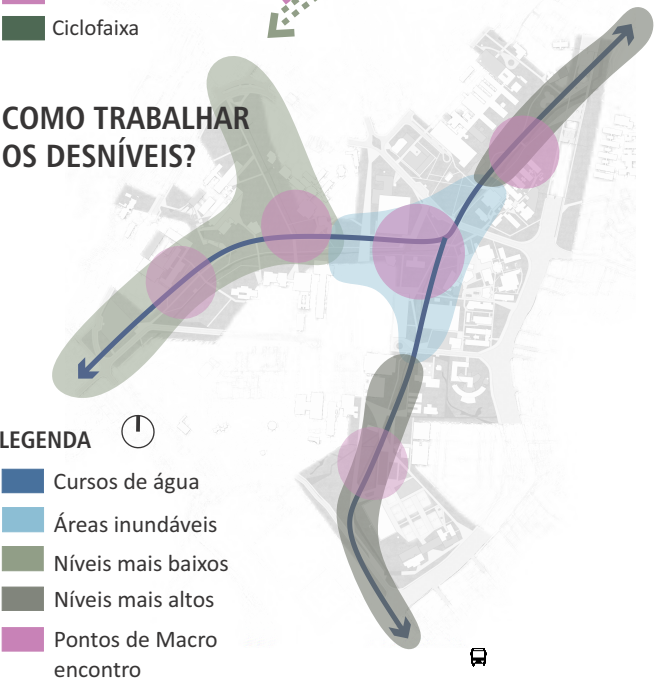 Ciclofaixa
COMO TRABALHAR
OS DESNÍVEIS?
LEGENDA
Cursos de água
Áreas inundáveis
Níveis mais baixos
Níveis mais altos
Pontos de Macro
encontro